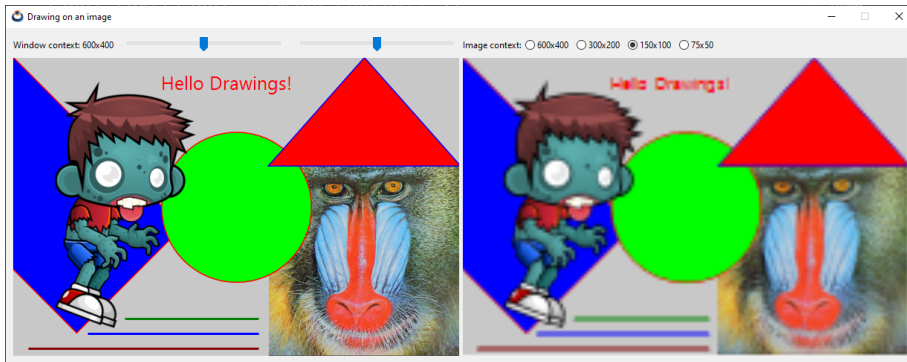 Drawing on an image
Window context: 600x400
Image context: 600x400 300x200 150x100 75x50
Hello Drawings!
Hello Drawings!